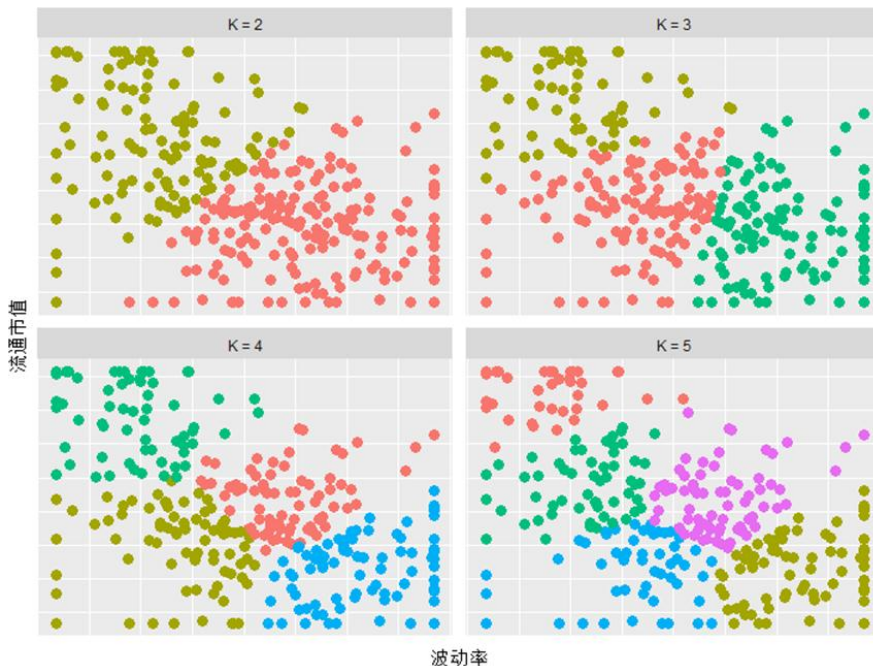 K = 2
K = 3
流通市值
K = 4
K = 5
波动率